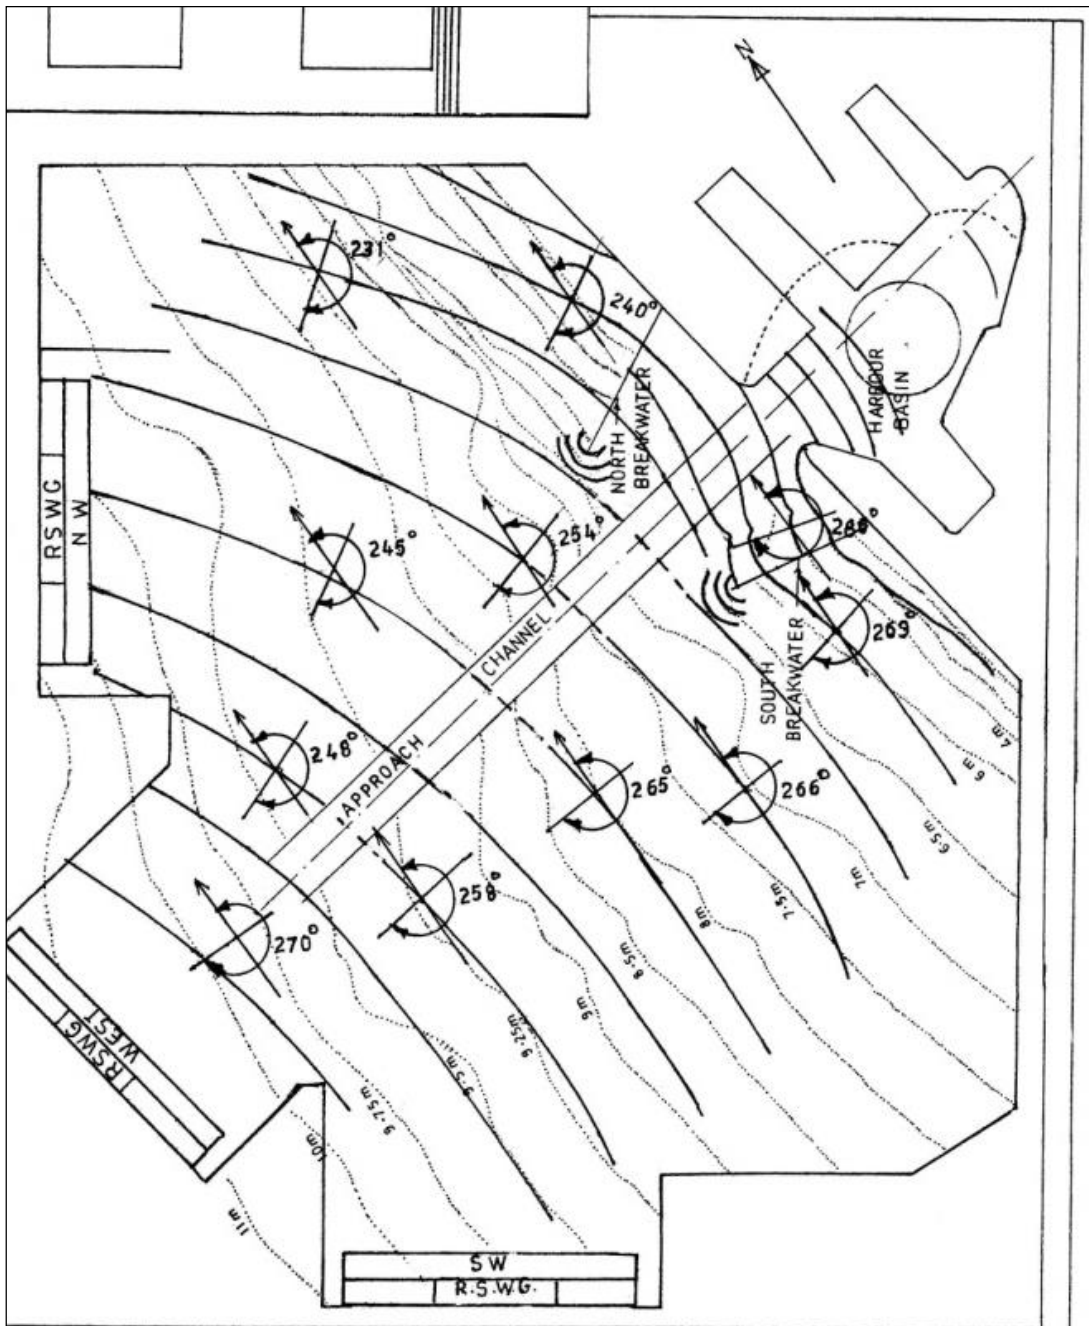 N
231°
240°
NORTH
BREAKWATER
HARBOUR
BASIN
RSWG
NW
245°
254°
286°
269°
CHANNEL
SOUTH
BREAKWATER
248°
APPROACH
265°
266°
258°
270°
4m
6m
6.5m
7m
7.5m
8m
8.5m
9m
9.25m
9.5m
9.75m
10m
11m
RSWG
WEST
SW
R.S.W.G.